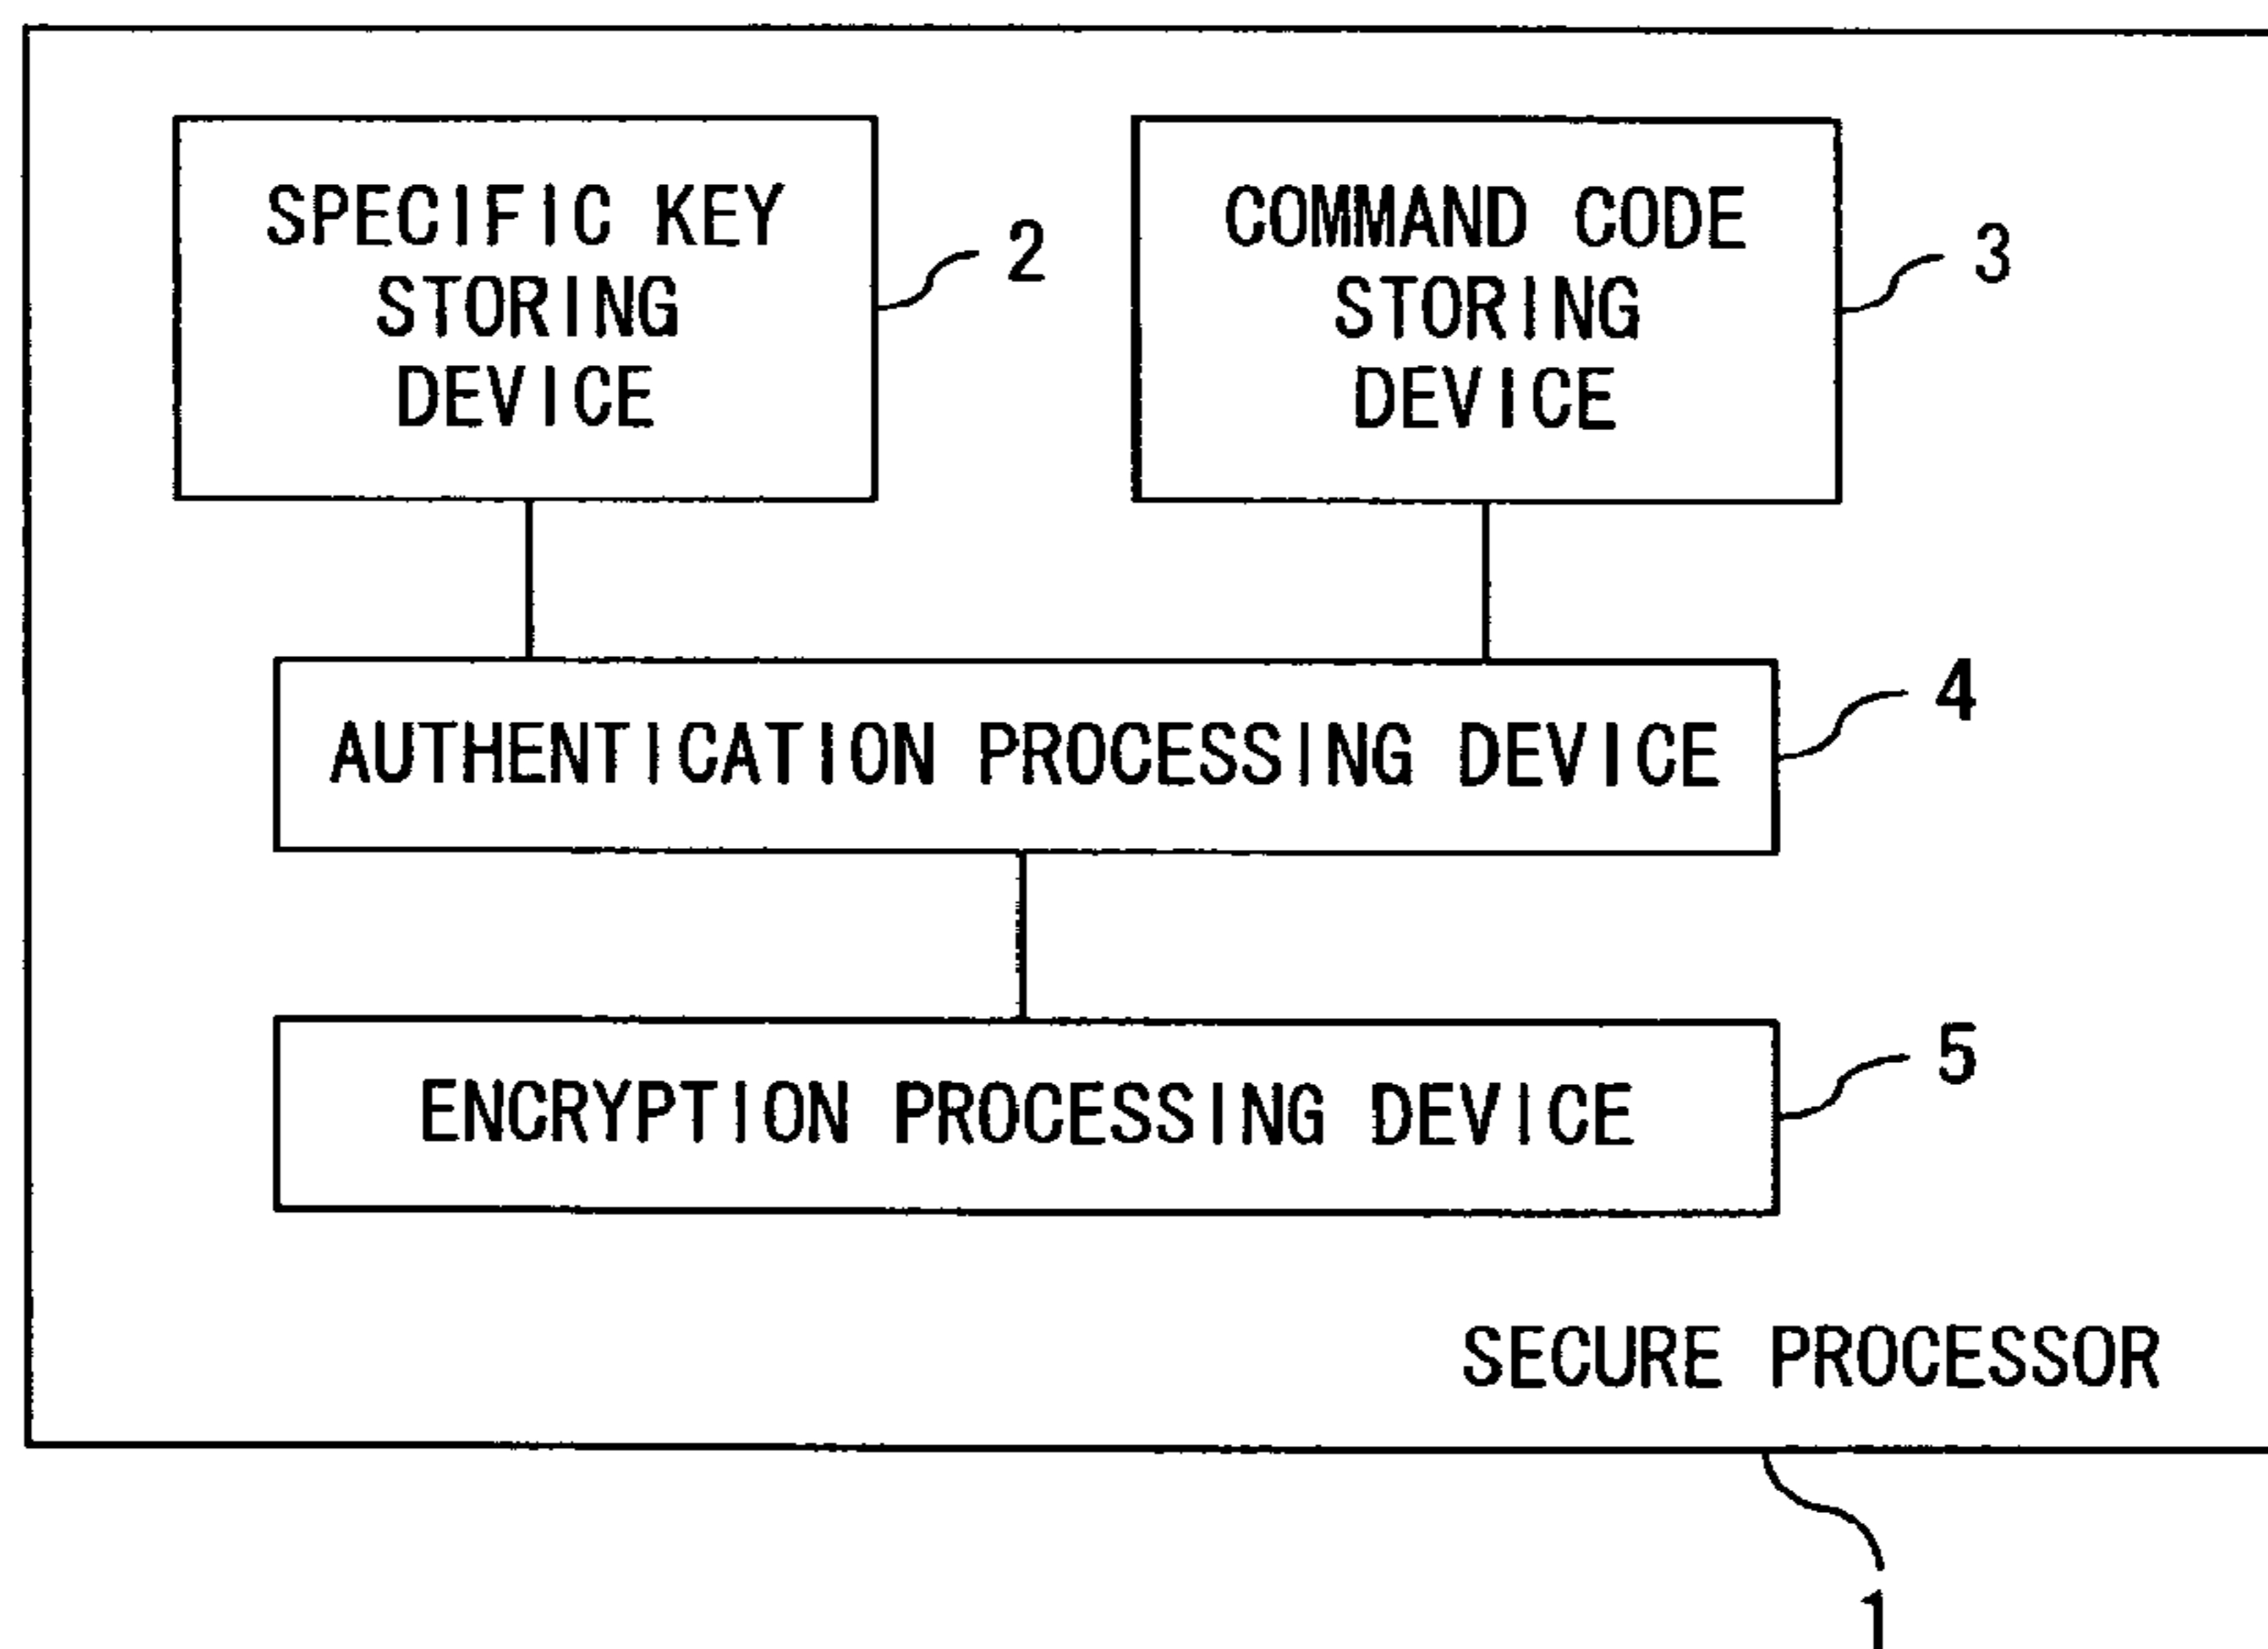 SPECIFIC KEY
STORING
DEVICE
2
COMMAND CODE
STORING
DEVICE
3
AUTHENTICATION PROCESSING DEVICE
4
ENCRYPTION PROCESSING DEVICE
5
SECURE PROCESSOR
1